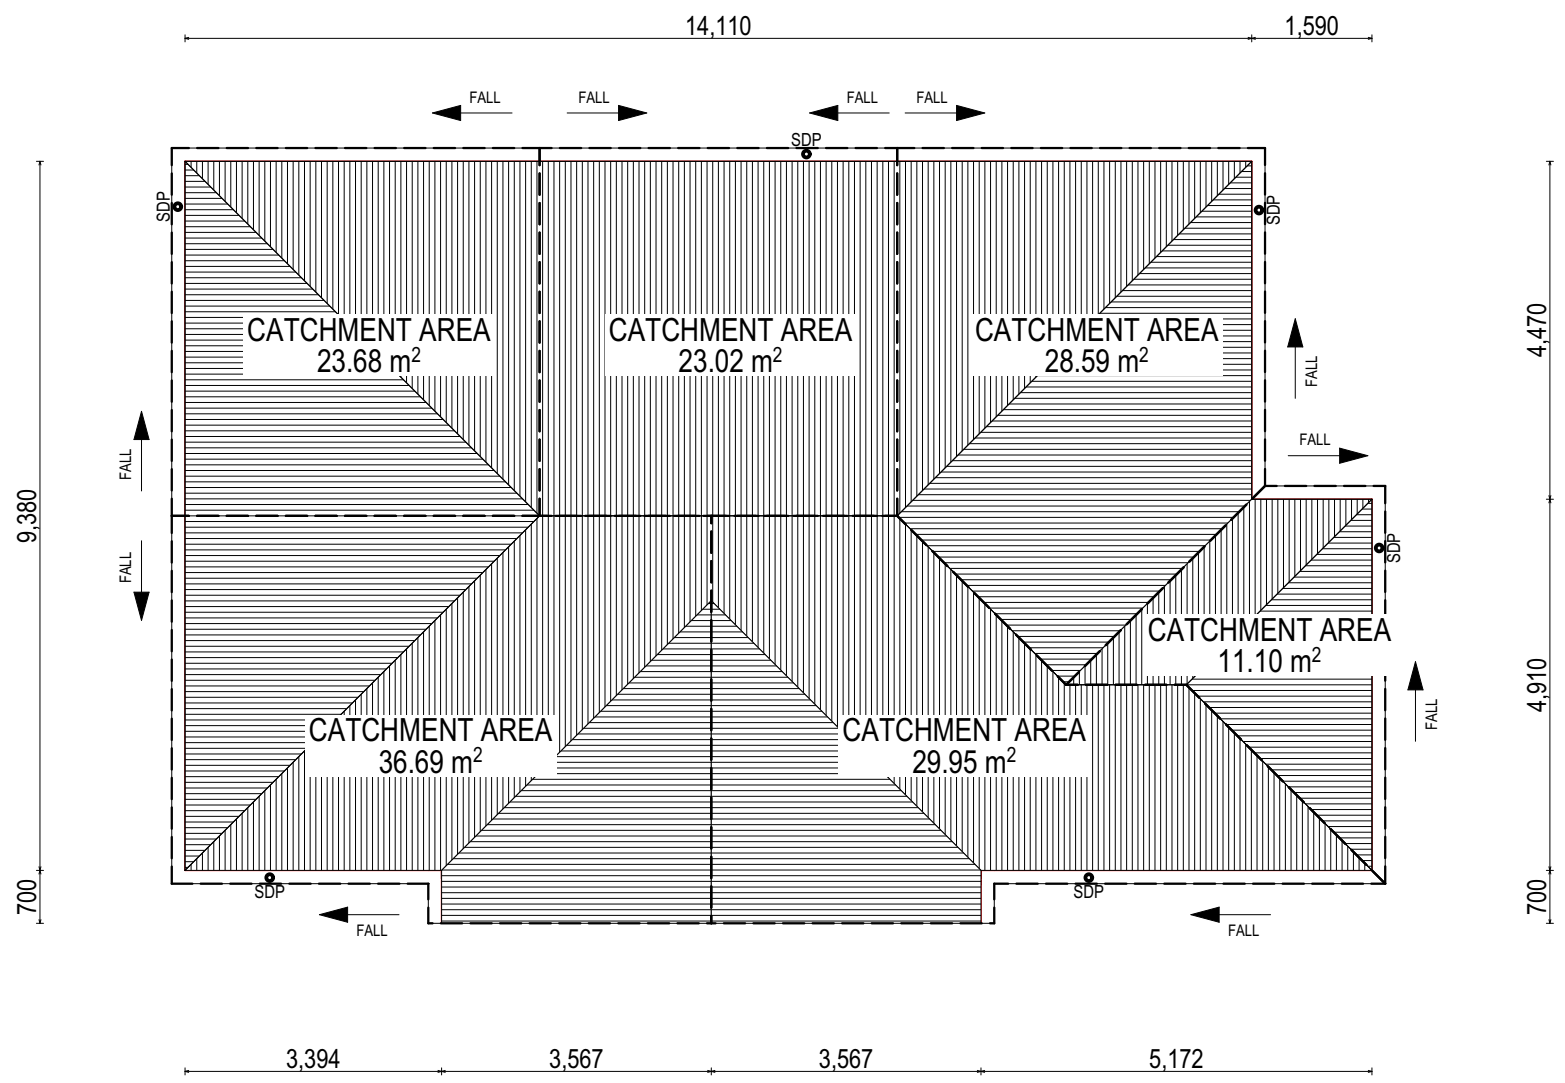 14,110
1,590
FALL
FALL
FALL
FALL
SDP
SDP
SDP
CATCHMENT AREA
23.68 m²
CATCHMENT AREA
23.02 m²
CATCHMENT AREA
28.59 m²
4,470
FALL
FALL
FALL
9,380
FALL
SDP
CATCHMENT AREA
11.10 m²
4,910
FALL
CATCHMENT AREA
36.69 m²
CATCHMENT AREA
29.95 m²
700
SDP
SDP
700
FALL
FALL
3,394
3,567
3,567
5,172